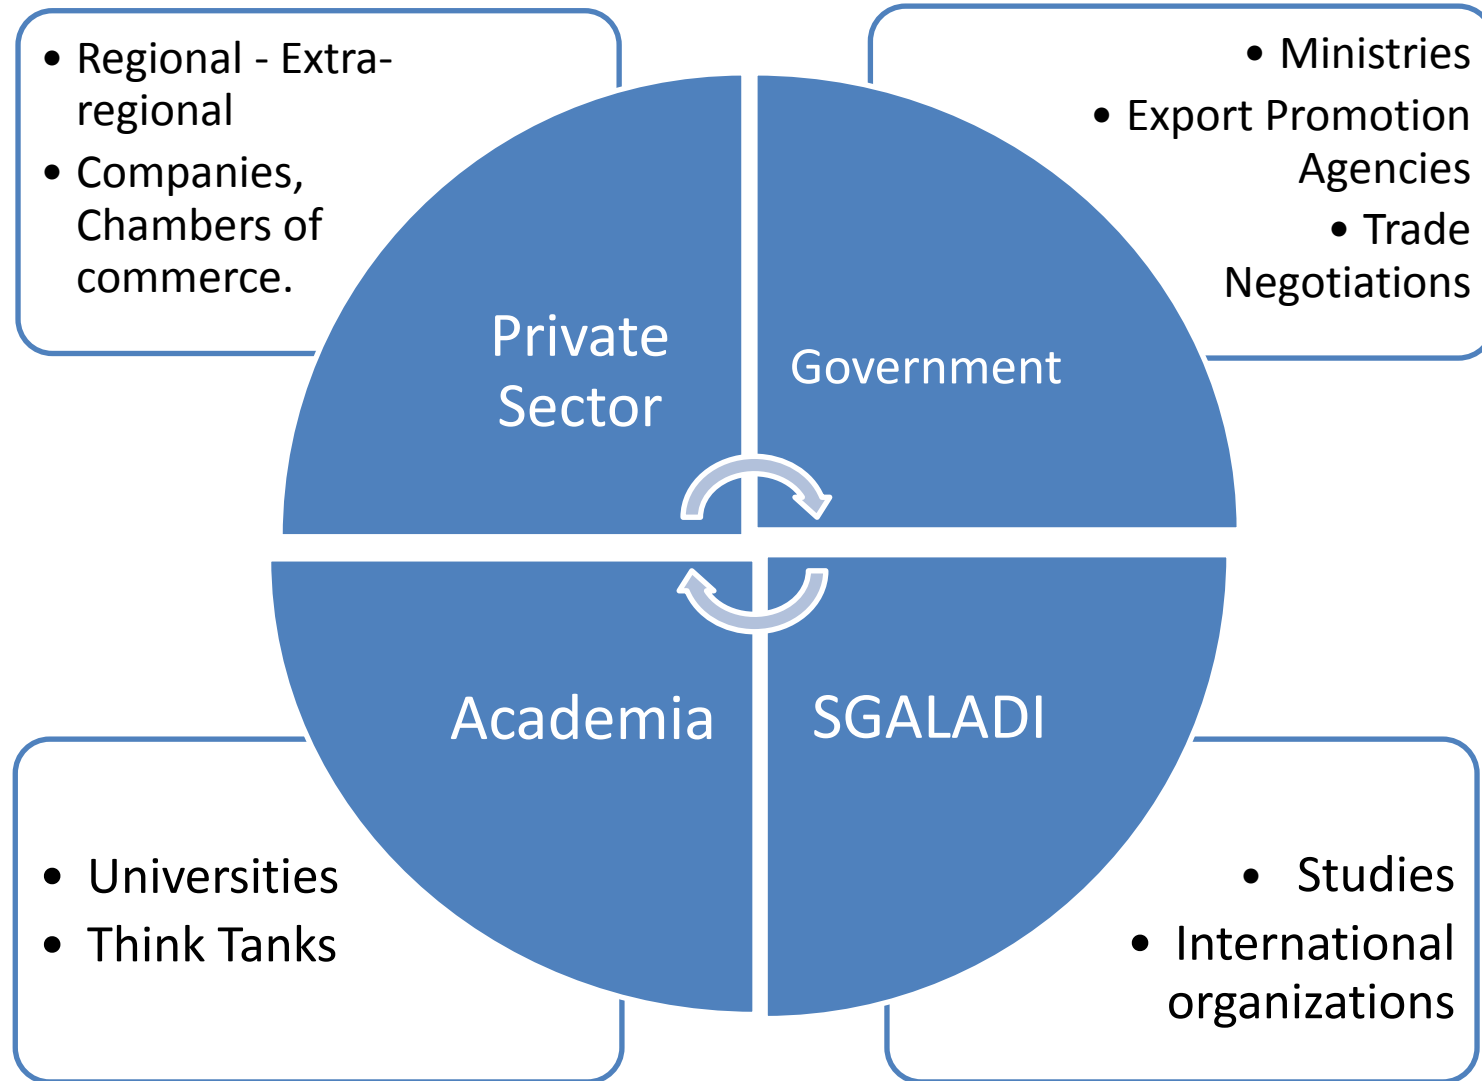 • Regional - Extra-
regional
• Companies,
Chambers of
commerce.
• Ministries
• Export Promotion
Agencies
• Trade
Negotiations
Private
Sector
Government
Academia
SGALADI
• Universities
• Think Tanks
• Studies
• International
organizations